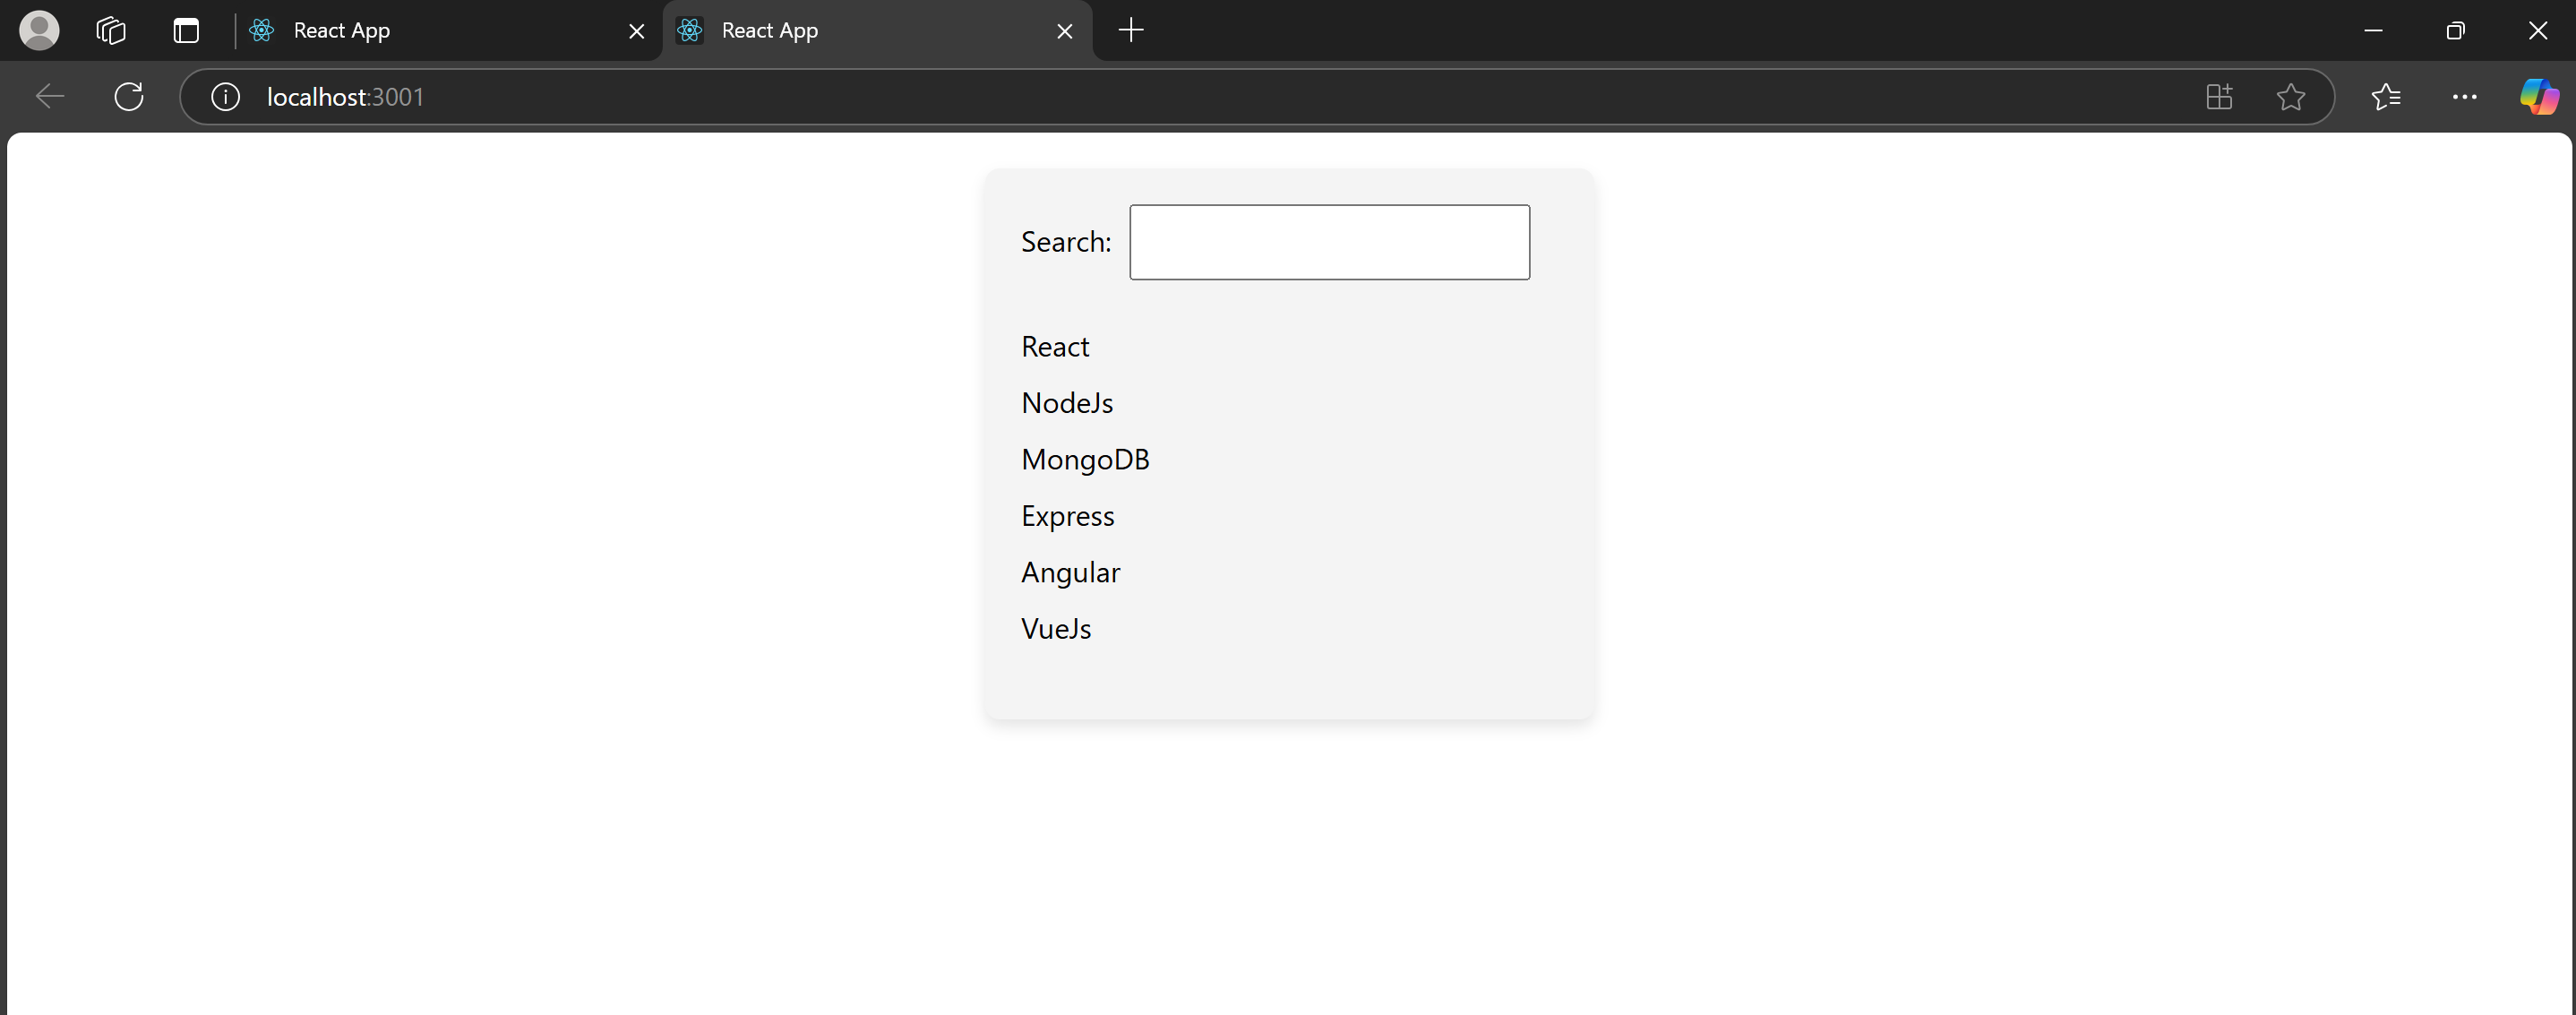 React App React App
localhost:3001
Search:
React
NodeJs
MongoDB
Express
Angular
VueJs